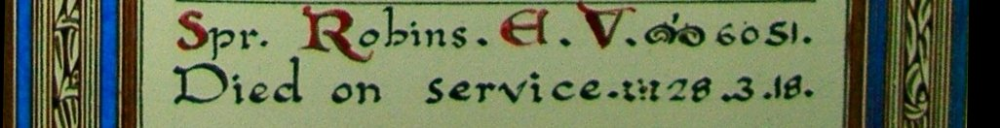 Spr. Robins. E. V. 6051.
Died on service. 28.3.18.